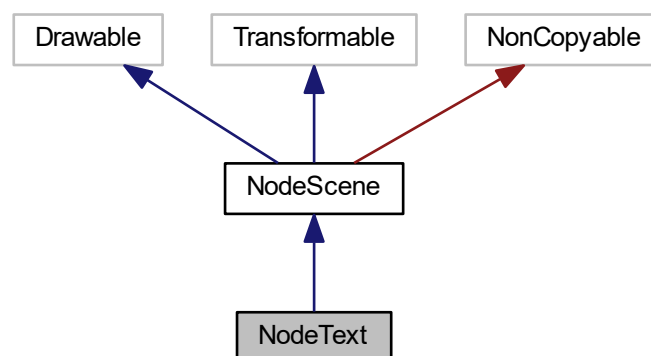 Drawable
Transformable
NonCopyable
NodeScene
NodeText